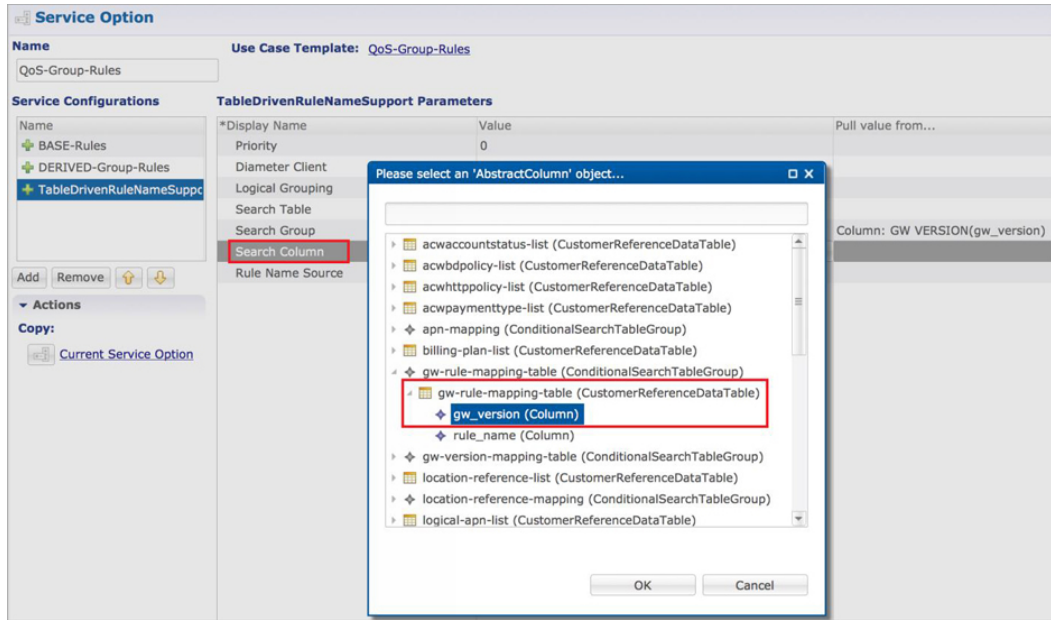 Service Option
Name
Use Case Template: QoS-Group-Rules
QoS-Group-Rules
Service Configurations
TableDrivenRuleNameSupport Parameters
Name
*Display Name Value Pull value from...
BASE-Rules
Priority 0
DERIVED-Group-Rules
Diameter Client
TableDrivenRuleNameSuppo
Logical Grouping
Search Table
Search Group
Column: GW VERSION(gw_version)
Search Column
Rule Name Source
Add Remove
Actions
Copy:
Current Service Option
Please select an 'AbstractColumn' object...
acwaccountstatus-list (CustomerReferenceDataTable)
acwbdpolicy-list (CustomerReferenceDataTable)
acwhttppolicy-list (CustomerReferenceDataTable)
acwpaymenttype-list (CustomerReferenceDataTable)
apn-mapping (ConditionalSearchTableGroup)
billing-plan-list (CustomerReferenceDataTable)
gw-rule-mapping-table (ConditionalSearchTableGroup)
gw-rule-mapping-table (CustomerReferenceDataTable)
gw_version (Column)
rule_name (Column)
gw-version-mapping-table (ConditionalSearchTableGroup)
location-reference-list (CustomerReferenceDataTable)
location-reference-mapping (ConditionalSearchTableGroup)
logical-apn-list (CustomerReferenceDataTable)
OK Cancel